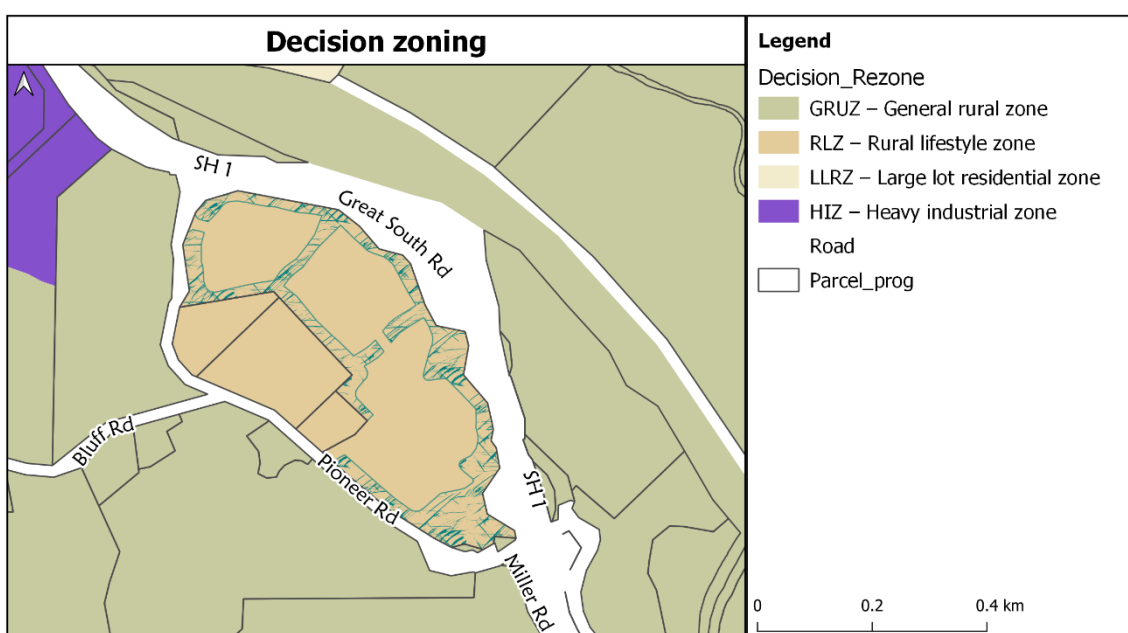 Decision zoning
SH 1
Great South Rd
Bluff Rd
Pioneer Rd
SH 1
Miller Rd
Legend
Decision_Rezone
GRUZ – General rural zone
RLZ – Rural lifestyle zone
LLRZ – Large lot residential zone
HIZ – Heavy industrial zone
Road
Parcel_prog
0 0.2 0.4 km